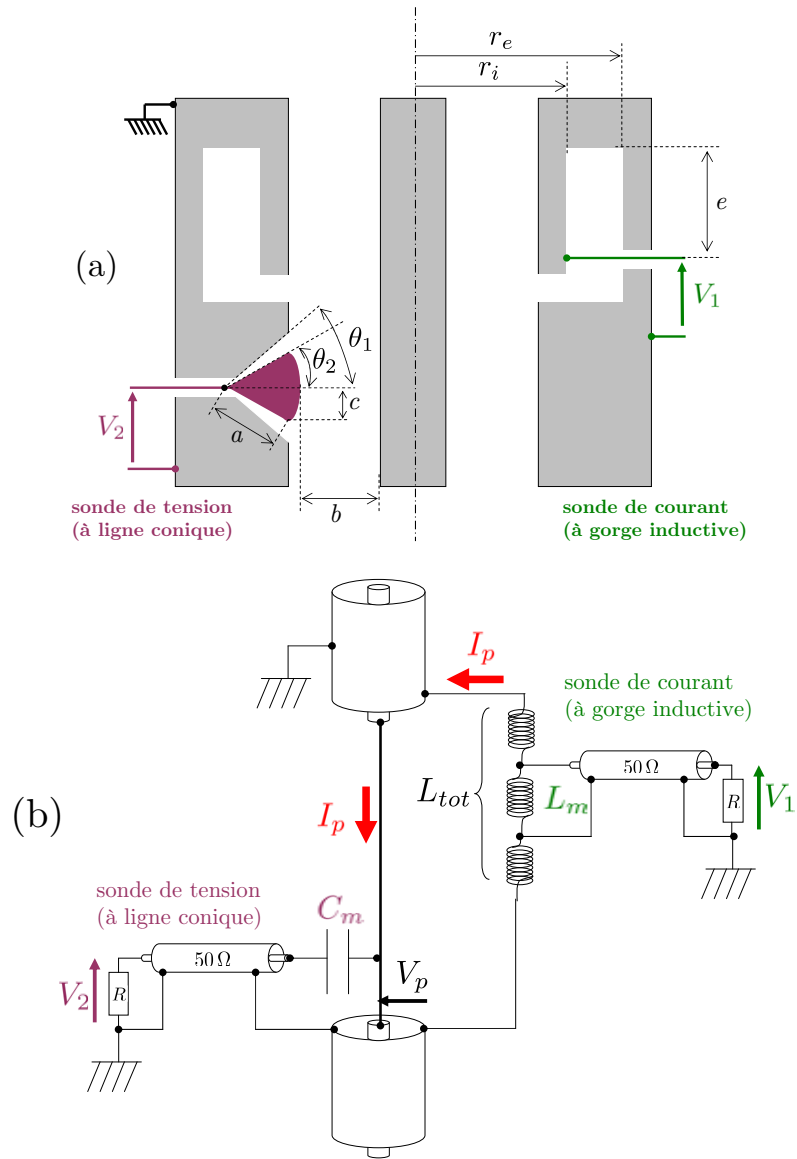 r_e
r_i
e
(a)
V_1
θ_1
θ_2
V_2
a
c
b
sonde de tension
(à ligne conique)
sonde de courant
(à gorge inductive)
I_p
sonde de courant
(à gorge inductive)
50 Ω
L_tot
L_m
R
V_1
(b)
I_p
sonde de tension
(à ligne conique)
C_m
50 Ω
V_p
V_2
R